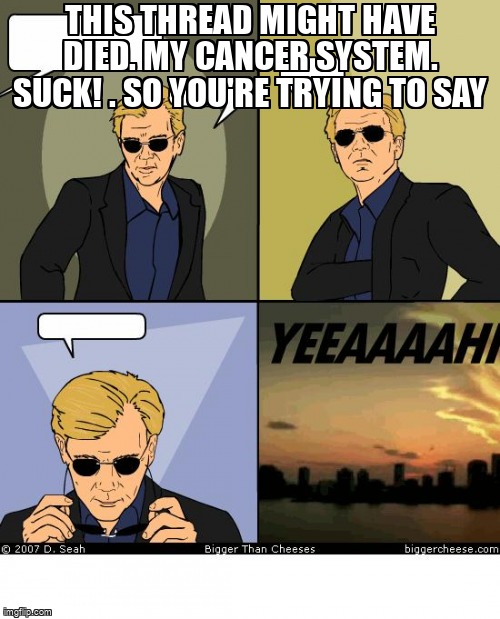 THIS THREAD MIGHT HAVE
DIED. MY CANCER SYSTEM.
SUCK! . SO YOU'RE TRYING TO SAY
YEEAAAAH
© 2007 D. Seah
Bigger Than Cheeses
biggercheese.com
imgflip.com